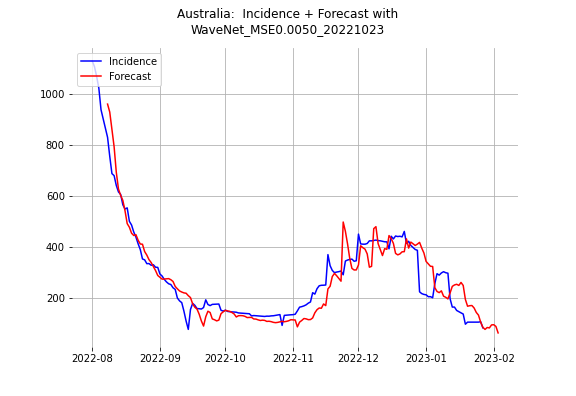 Australia:  Incidence + Forecast with
WaveNet_MSE0.0050_20221023
Incidence
Forecast
1000
800
600
400
200
2022-08 2022-09 2022-10 2022-11 2022-12 2023-01 2023-02